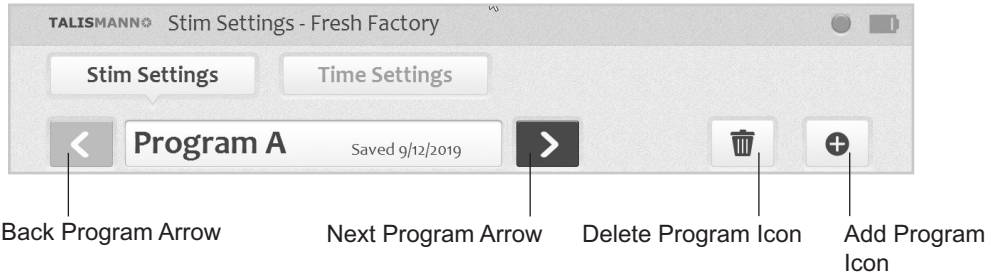 TALISMANN Stim Settings - Fresh Factory
Stim Settings Time Settings
Program A Saved 9/12/2019
Back Program Arrow Next Program Arrow Delete Program Icon Add Program
Icon